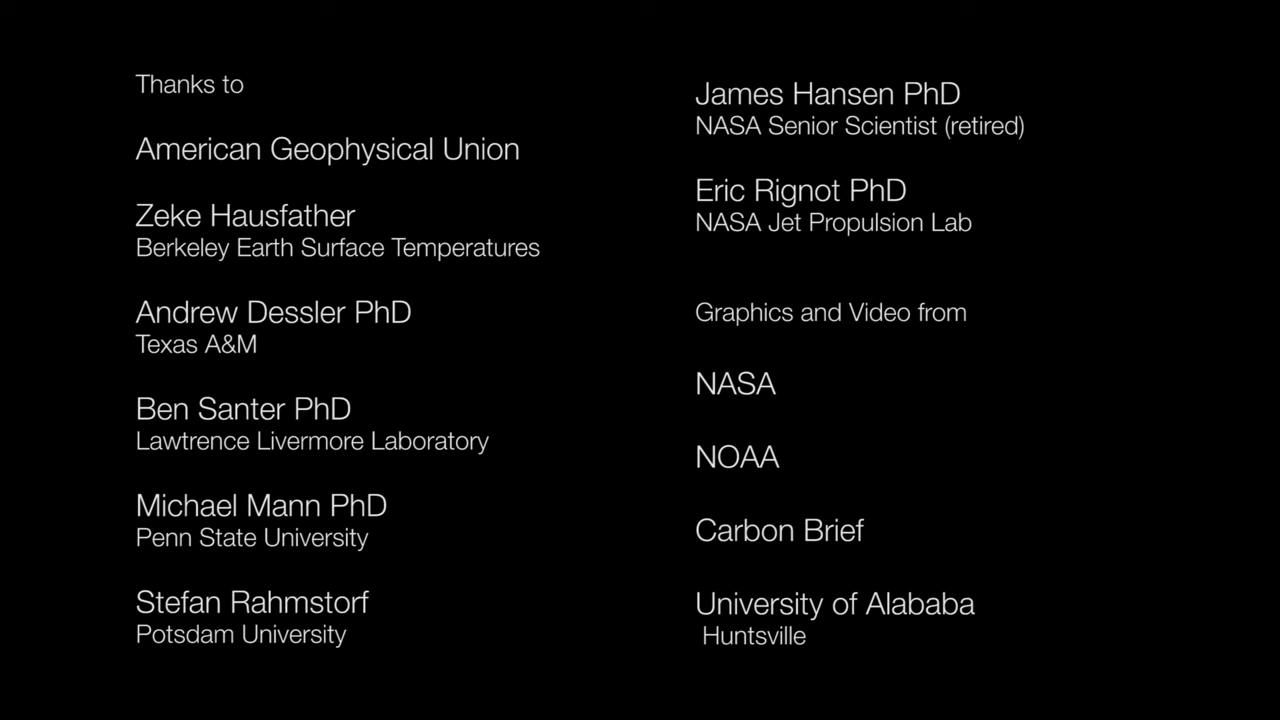 Thanks to
American Geophysical Union
Zeke Hausfather
Berkeley Earth Surface Temperatures
Andrew Dessler PhD
Texas A&M
Ben Santer PhD
Lawtrence Livermore Laboratory
Michael Mann PhD
Penn State University
Stefan Rahmstorf
Potsdam University
James Hansen PhD
NASA Senior Scientist (retired)
Eric Rignot PhD
NASA Jet Propulsion Lab
Graphics and Video from
NASA
NOAA
Carbon Brief
University of Alababa
Huntsville